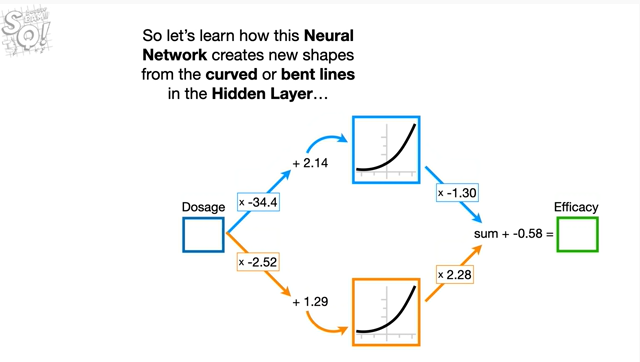 So let's learn how this Neural
Network creates new shapes
from the curved or bent lines
in the Hidden Layer…
+ 2.14
x -34.4
x -1.30
Dosage
Efficacy
sum + -0.58 =
x -2.52
x 2.28
+ 1.29